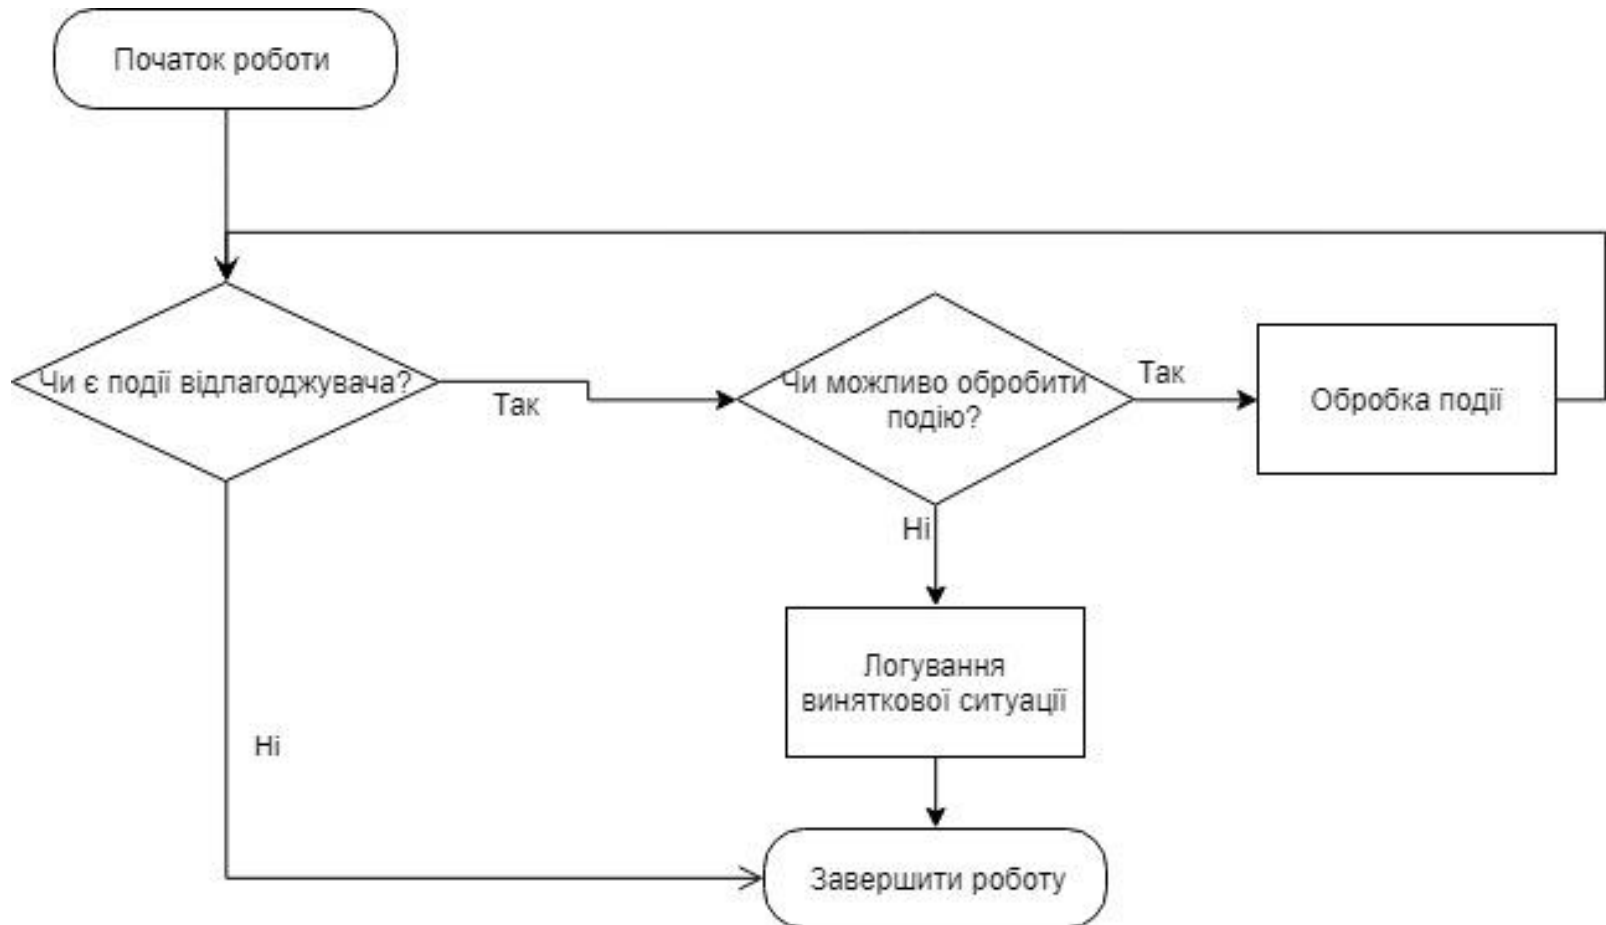 Початок роботи
Чи є події відлагоджувача?
Так
Чи можливо обробити
подію?
Так
Обробка події
Ні
Логування
виняткової ситуації
Ні
Завершити роботу